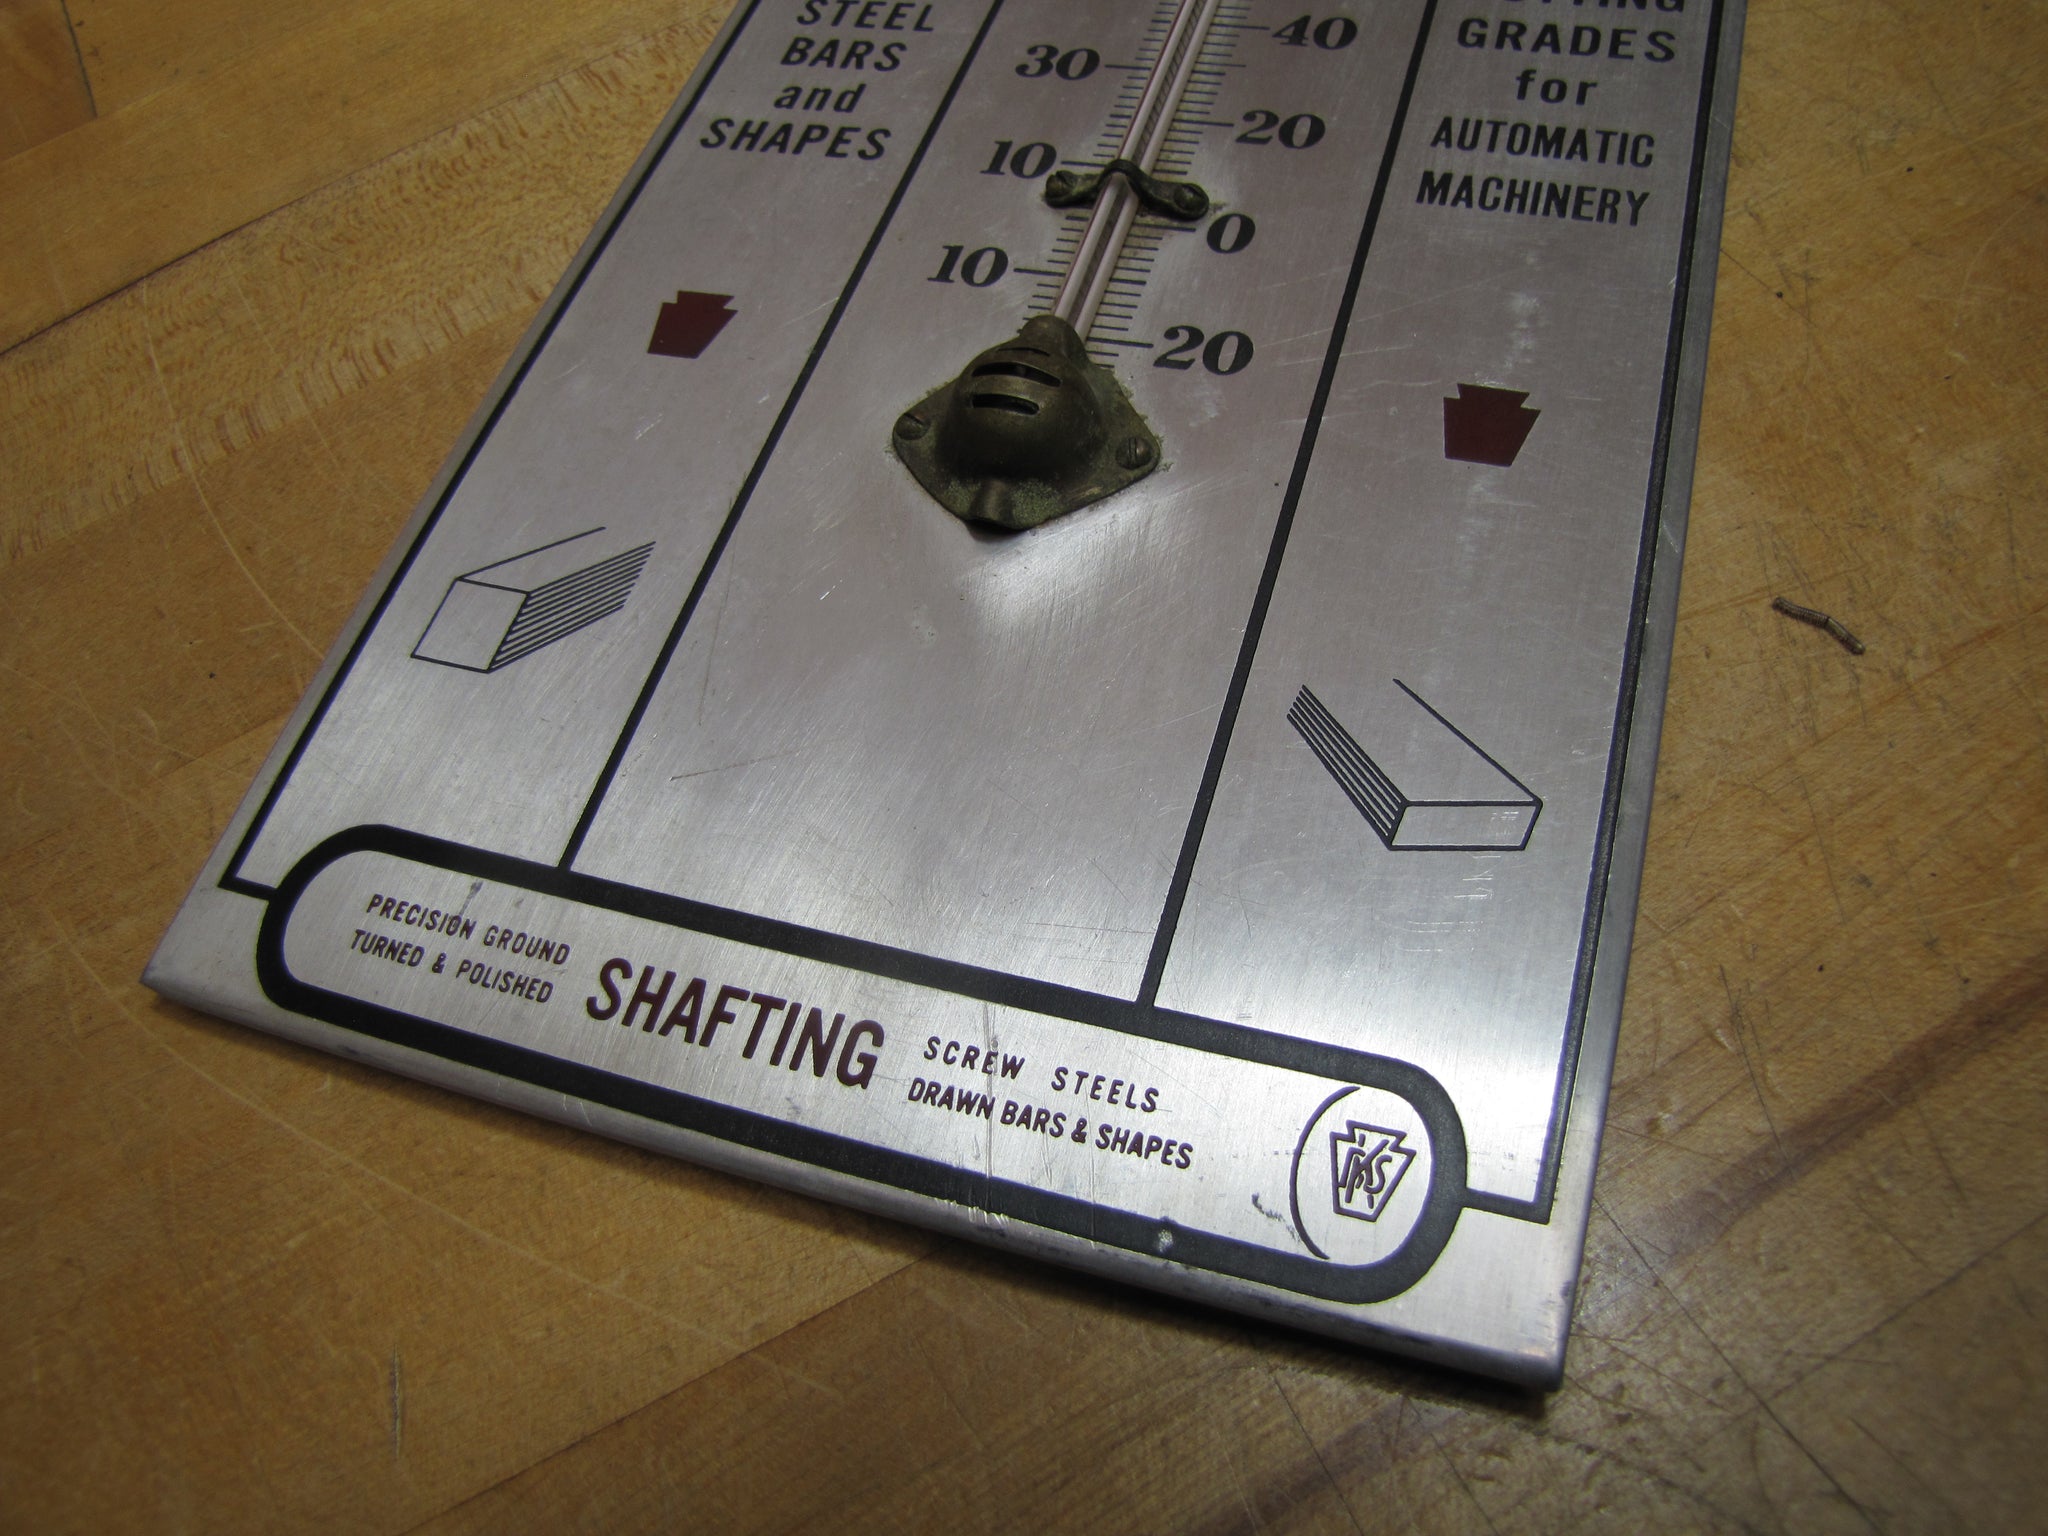 STEEL
BARS
and
SHAPES
30
10
10
40
20
0
20
GRADES
for
AUTOMATIC
MACHINERY
PRECISION GROUND
TURNED & POLISHED
SHAFTING
SCREW STEELS
DRAWN BARS & SHAPES